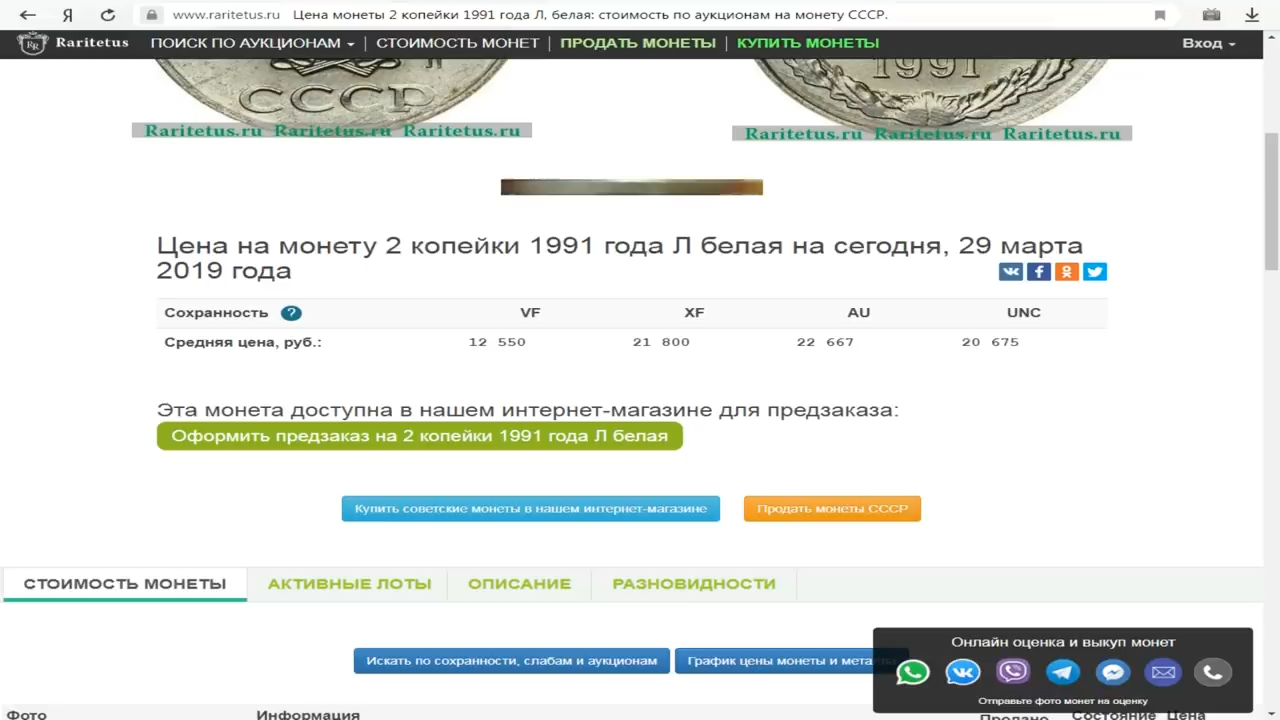 www.raritetus.ru Цена монеты 2 копейки 1991 года Л, белая: стоимость по аукционам на монету СССР.
RR Raritetus ПОИСК ПО АУКЦИОНАМ | СТОИМОСТЬ МОНЕТ | ПРОДАТЬ МОНЕТЫ | КУПИТЬ МОНЕТЫ Вход
Л
СССР
1991
Raritetus.ru Raritetus.ru Raritetus.ru
Raritetus.ru Raritetus.ru Raritetus.ru
Цена на монету 2 копейки 1991 года Л белая на сегодня, 29 марта
2019 года
Сохранность ? VF XF AU UNC
Средняя цена, руб.: 12 550 21 800 22 667 20 675
Эта монета доступна в нашем интернет-магазине для предзаказа:
Оформить предзаказ на 2 копейки 1991 года Л белая
Купить советские монеты в нашем интернет-магазине
Продать монеты СССР
СТОИМОСТЬ МОНЕТЫ АКТИВНЫЕ ЛОТЫ ОПИСАНИЕ РАЗНОВИДНОСТИ
Искать по сохранности, слабам и аукционам
График цены монеты и металла
Онлайн оценка и выкуп монет
Отправьте фото монет на оценку
Фото Информация Продано Состояние Цена